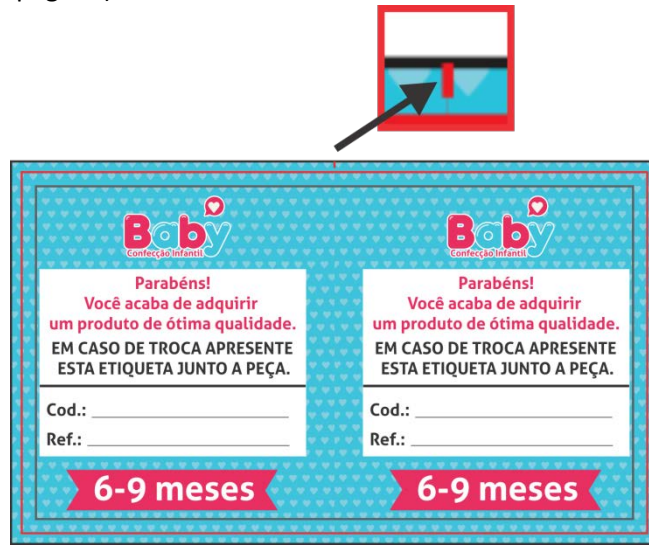 Baby
Confecção Infantil
Parabéns!
Você acaba de adquirir
um produto de ótima qualidade.
EM CASO DE TROCA APRESENTE
ESTA ETIQUETA JUNTO A PEÇA.
Cod.:
Ref.:
6-9 meses
Baby
Confecção Infantil
Parabéns!
Você acaba de adquirir
um produto de ótima qualidade.
EM CASO DE TROCA APRESENTE
ESTA ETIQUETA JUNTO A PEÇA.
Cod.:
Ref.:
6-9 meses